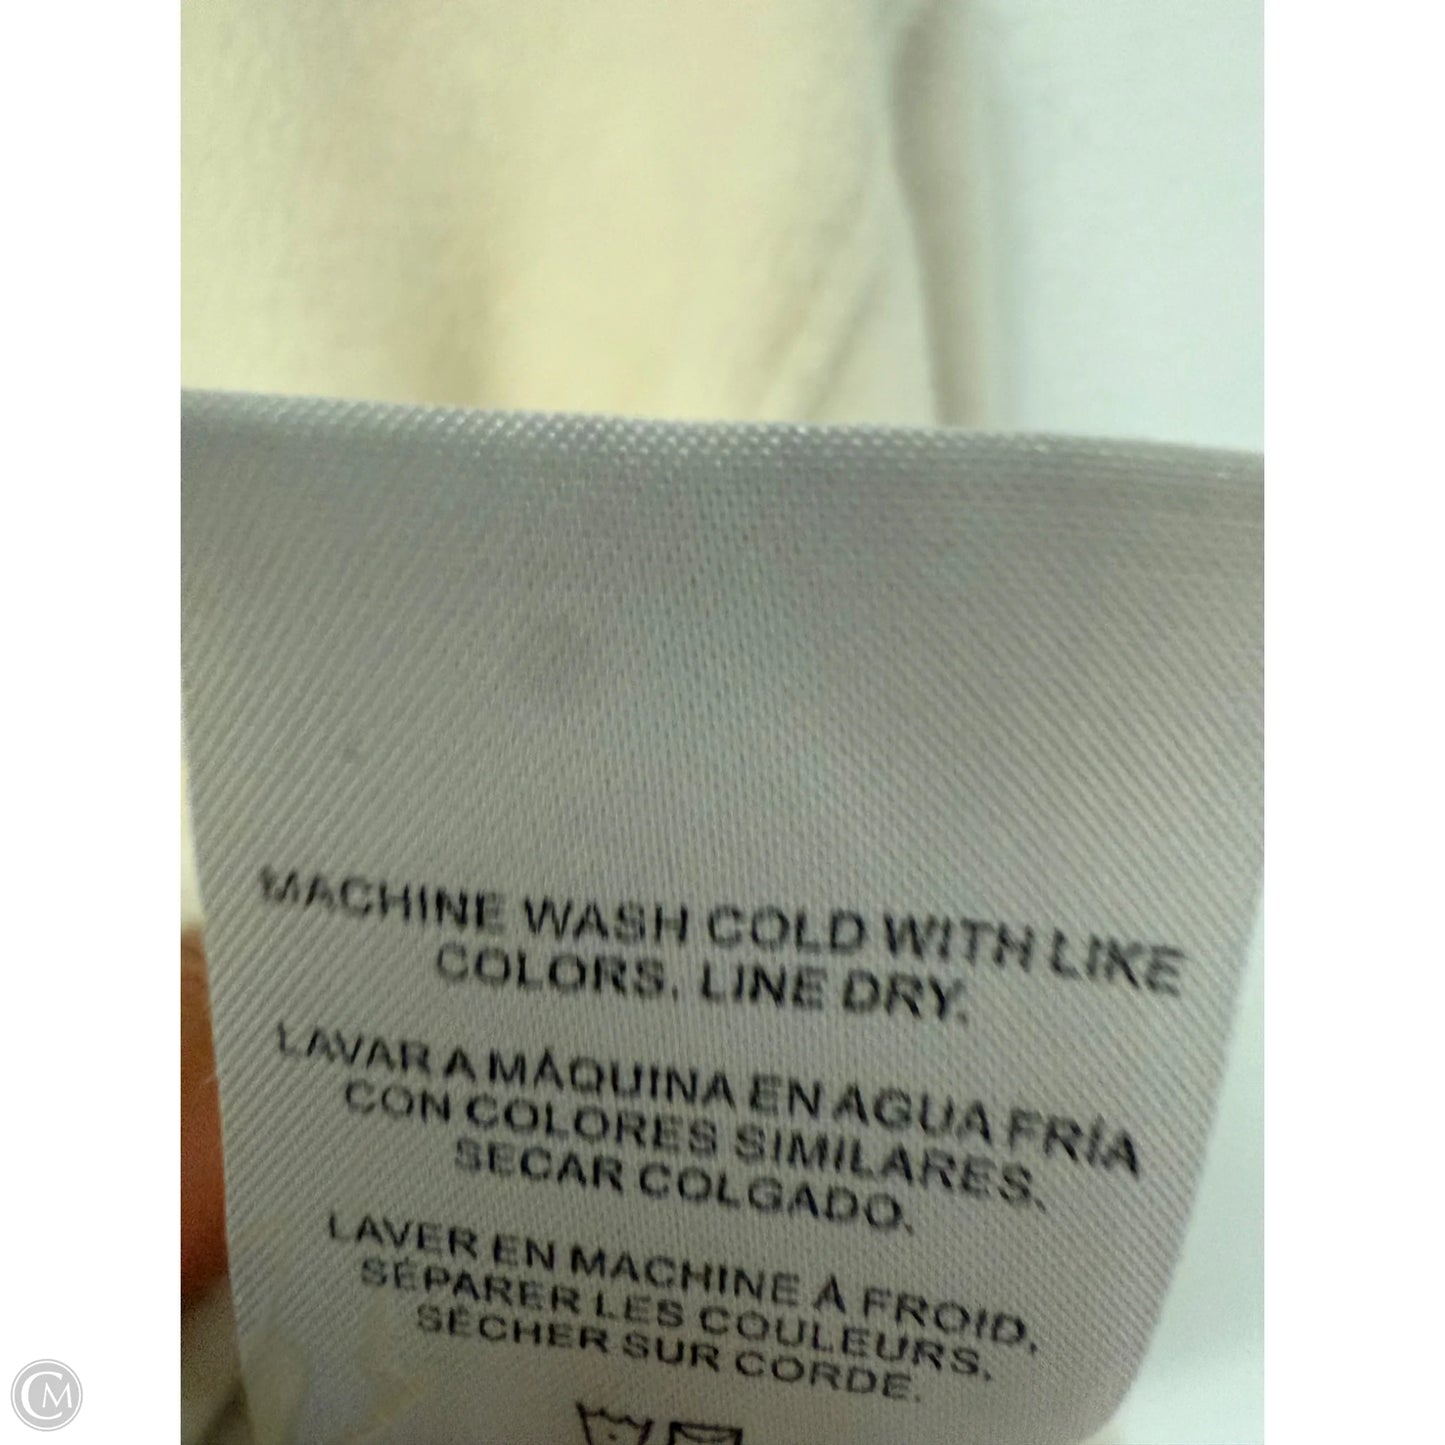 MACHINE WASH COLD WITH LIKE
COLORS. LINE DRY.
LAVAR A MÁQUINA EN AGUA FRÍA
CON COLORES SIMILARES.
SECAR COLGADO.
LAVER EN MACHINE À FROID,
SÉPARER LES COULEURS.
SÉCHER SUR CORDE.
CM